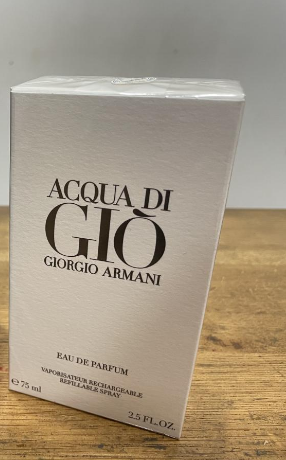 ACQUA DI
GIÒ
GIORGIO ARMANI
EAU DE PARFUM
VAPORISATEUR RECHARGEABLE
REFILLABLE SPRAY
℮ 75 ml
2.5 FL.OZ.